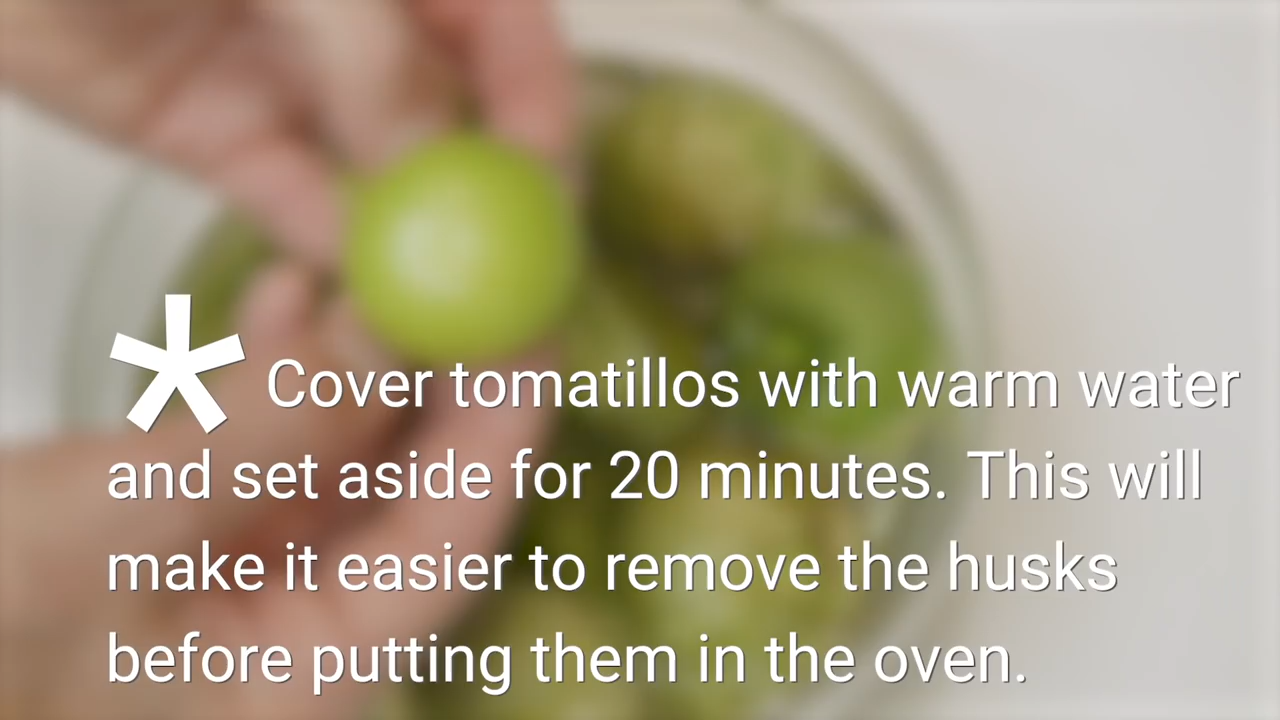 * Cover tomatillos with warm water
and set aside for 20 minutes. This will
make it easier to remove the husks
before putting them in the oven.